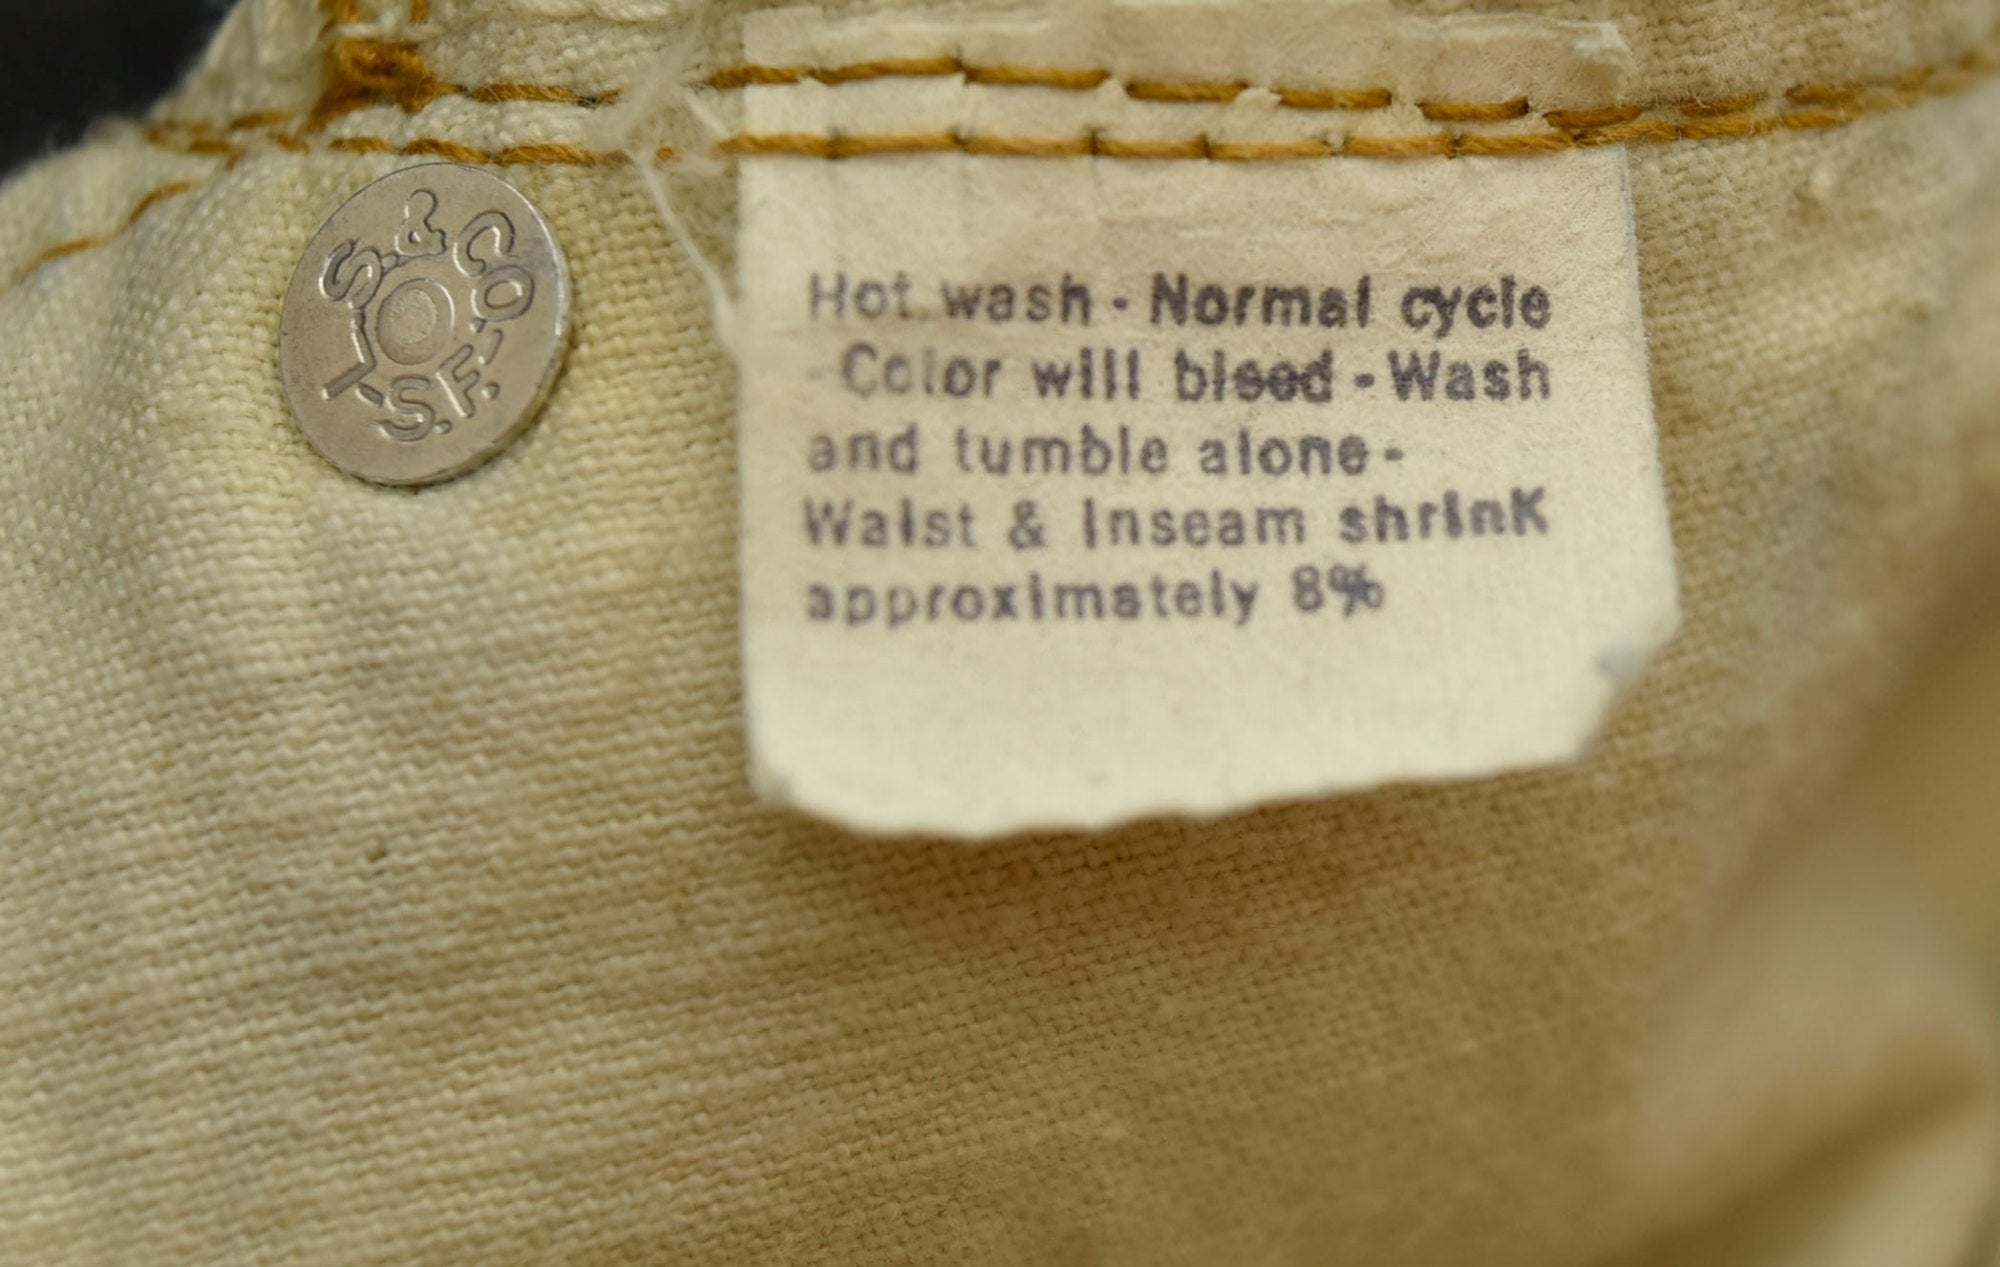 L.S.&CO.-S.F.-
Hot wash - Normal cycle
- Color will bleed - Wash
and tumble alone -
Waist & Inseam shrink
approximately 8%